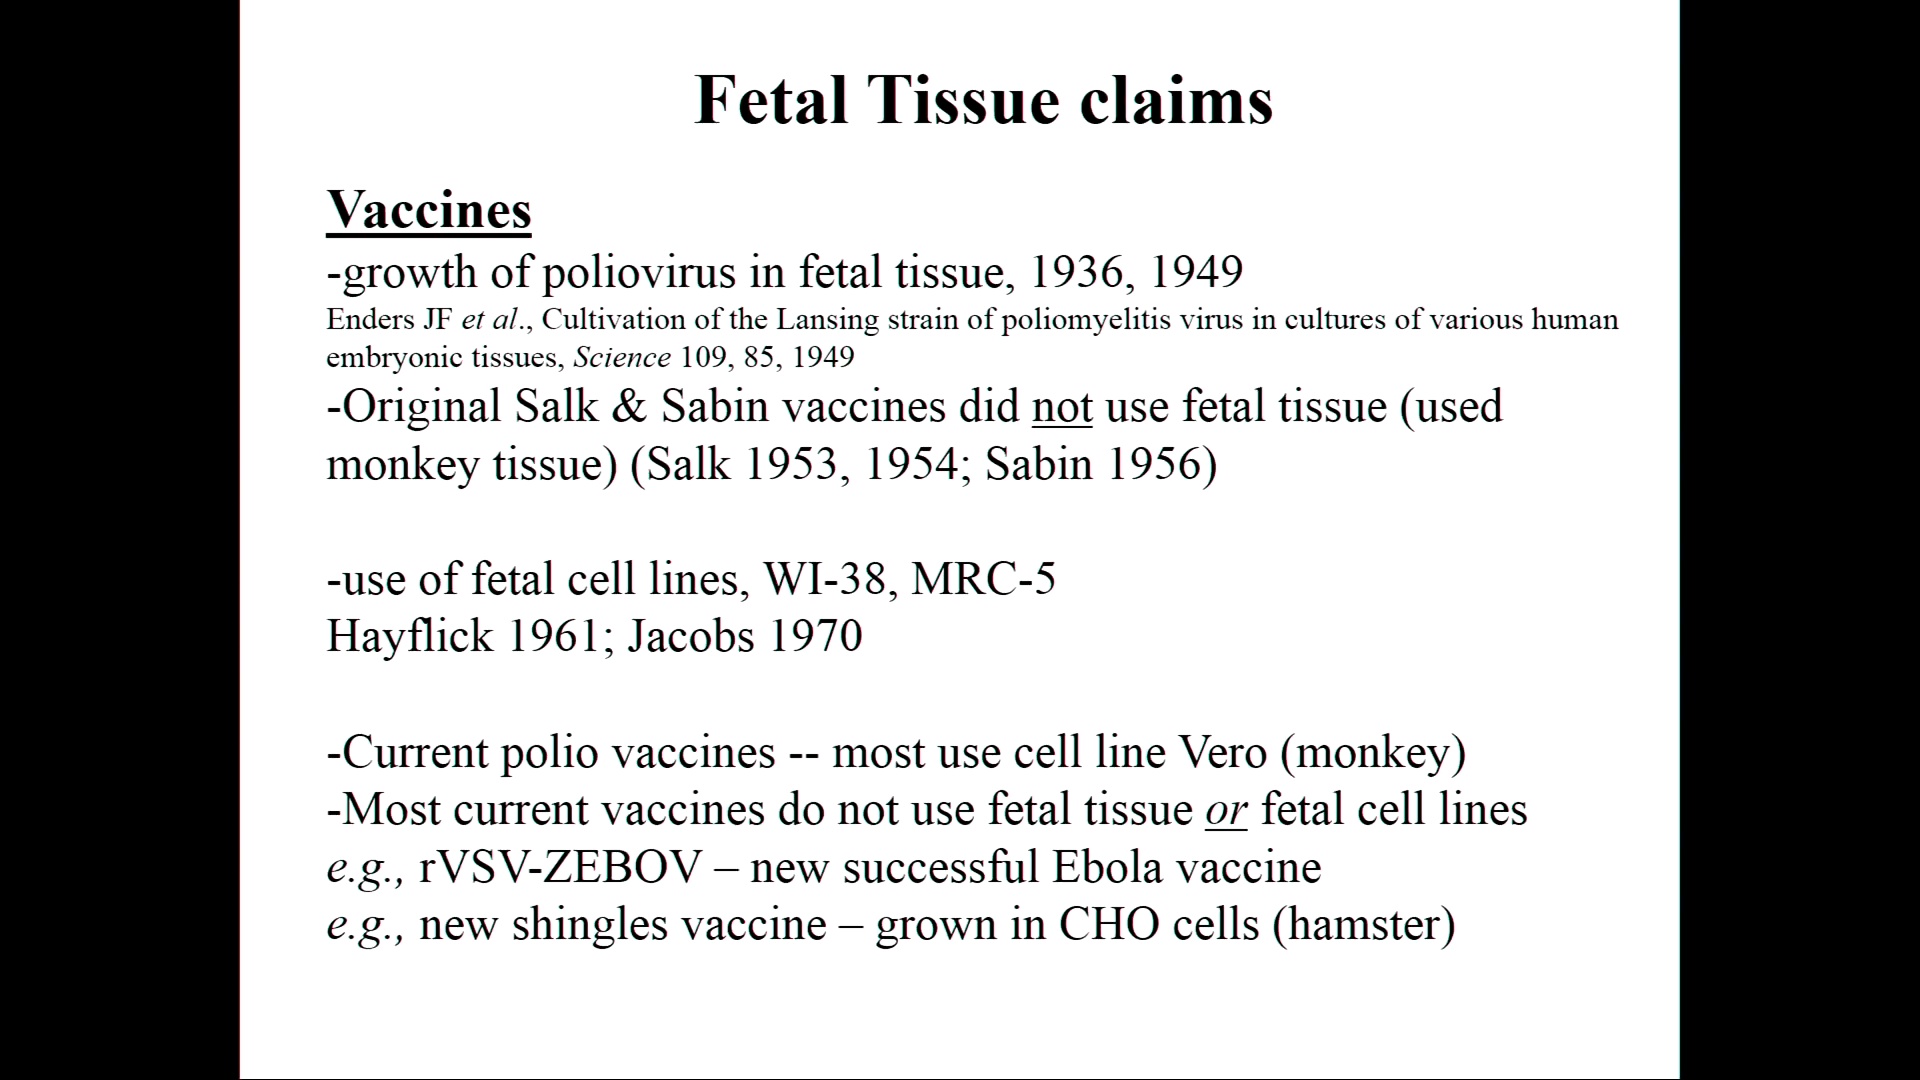 Fetal Tissue claims
Vaccines
-growth of poliovirus in fetal tissue, 1936, 1949
Enders JF et al., Cultivation of the Lansing strain of poliomyelitis virus in cultures of various human
embryonic tissues, Science 109, 85, 1949
-Original Salk & Sabin vaccines did not use fetal tissue (used
monkey tissue) (Salk 1953, 1954; Sabin 1956)
-use of fetal cell lines, WI-38, MRC-5
Hayflick 1961; Jacobs 1970
-Current polio vaccines -- most use cell line Vero (monkey)
-Most current vaccines do not use fetal tissue or fetal cell lines
e.g., rVSV-ZEBOV – new successful Ebola vaccine
e.g., new shingles vaccine – grown in CHO cells (hamster)